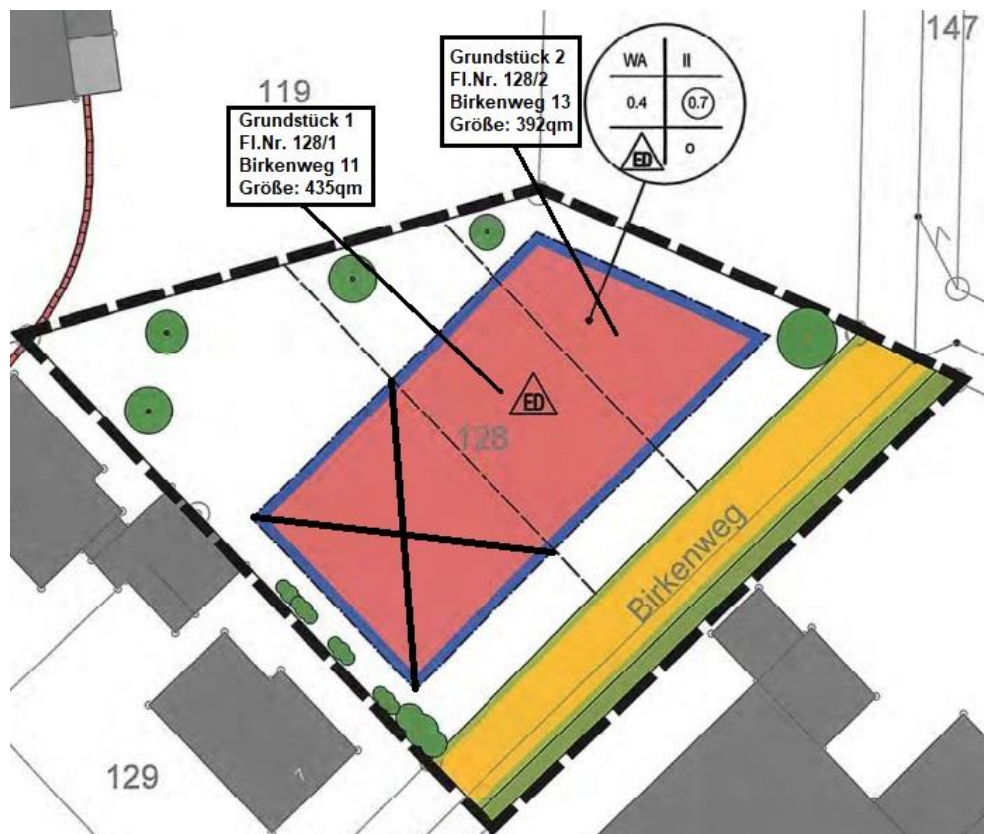 147
Grundstück 2
Fl.Nr. 128/2
Birkenweg 13
Größe: 392qm
WA II
0.4 0.7
ED o
119
Grundstück 1
Fl.Nr. 128/1
Birkenweg 11
Größe: 435qm
ED
128
Birkenweg
129
7